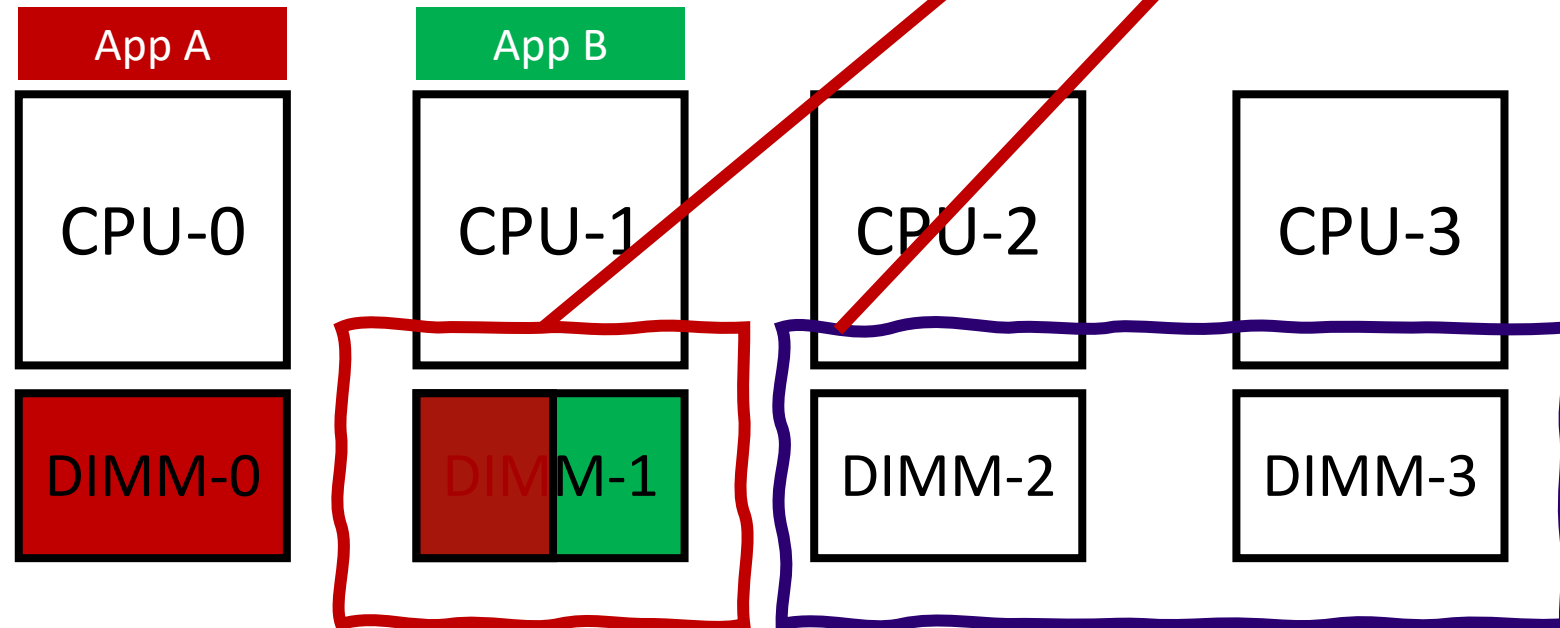 App A
App B
CPU-0
CPU-1
CPU-2
CPU-3
DIMM-0
DIMM-1
DIMM-2
DIMM-3